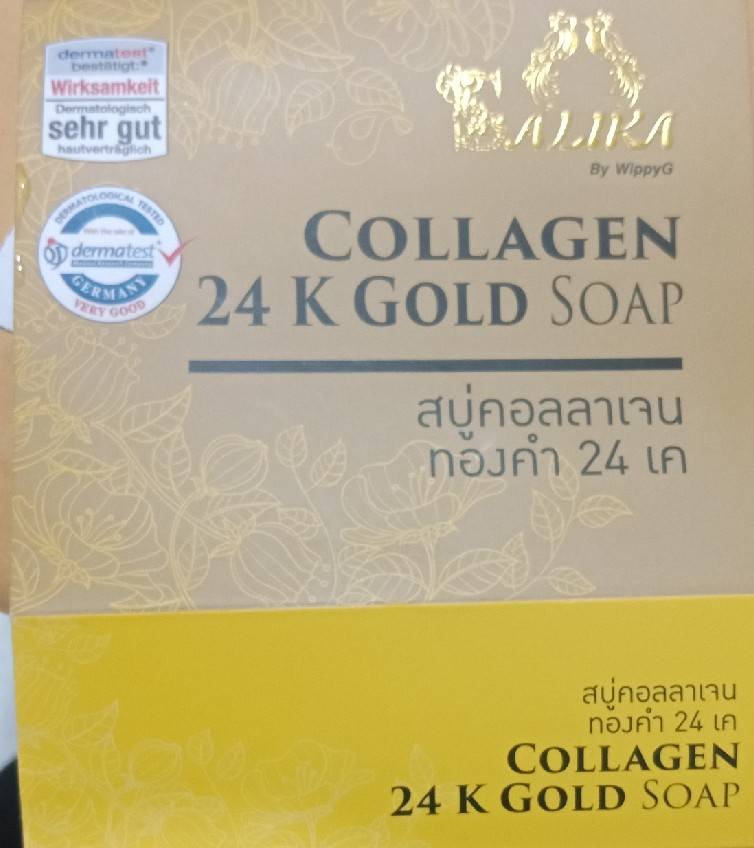 dermatest®
bestätigt:*
Wirksamkeit
Dermatologisch
sehr gut
hautverträglich
SALIKA
By WippyG
DERMATOLOGICAL TESTED
dermatest®
GERMANY
VERY GOOD
COLLAGEN
24 K GOLD SOAP
สบู่คอลลาเจน
ทองคำ 24 เค
สบู่คอลลาเจน
ทองคำ 24 เค
COLLAGEN
24 K GOLD SOAP